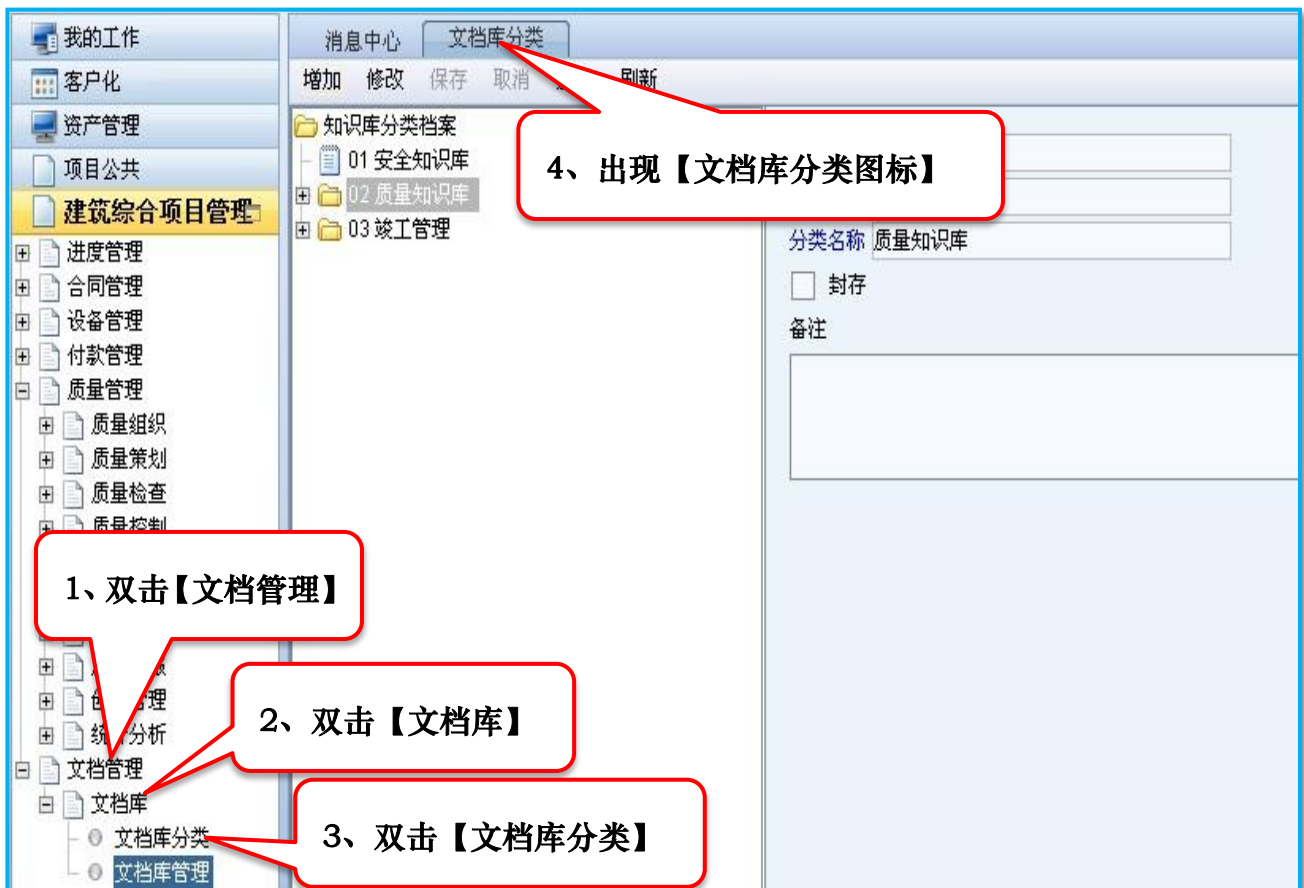 我的工作
客户化
资产管理
项目公共
建筑综合项目管理
进度管理
合同管理
设备管理
付款管理
质量管理
质量组织
质量策划
质量检查
质量控制
1、双击【文档管理】
统计分析
文档管理
文档库
文档库分类
文档库管理
2、双击【文档库】
3、双击【文档库分类】
消息中心 文档库分类
增加 修改 保存 取消 刷新
知识库分类档案
01 安全知识库
02 质量知识库
03 竣工管理
4、出现【文档库分类图标】
分类名称 质量知识库
封存
备注